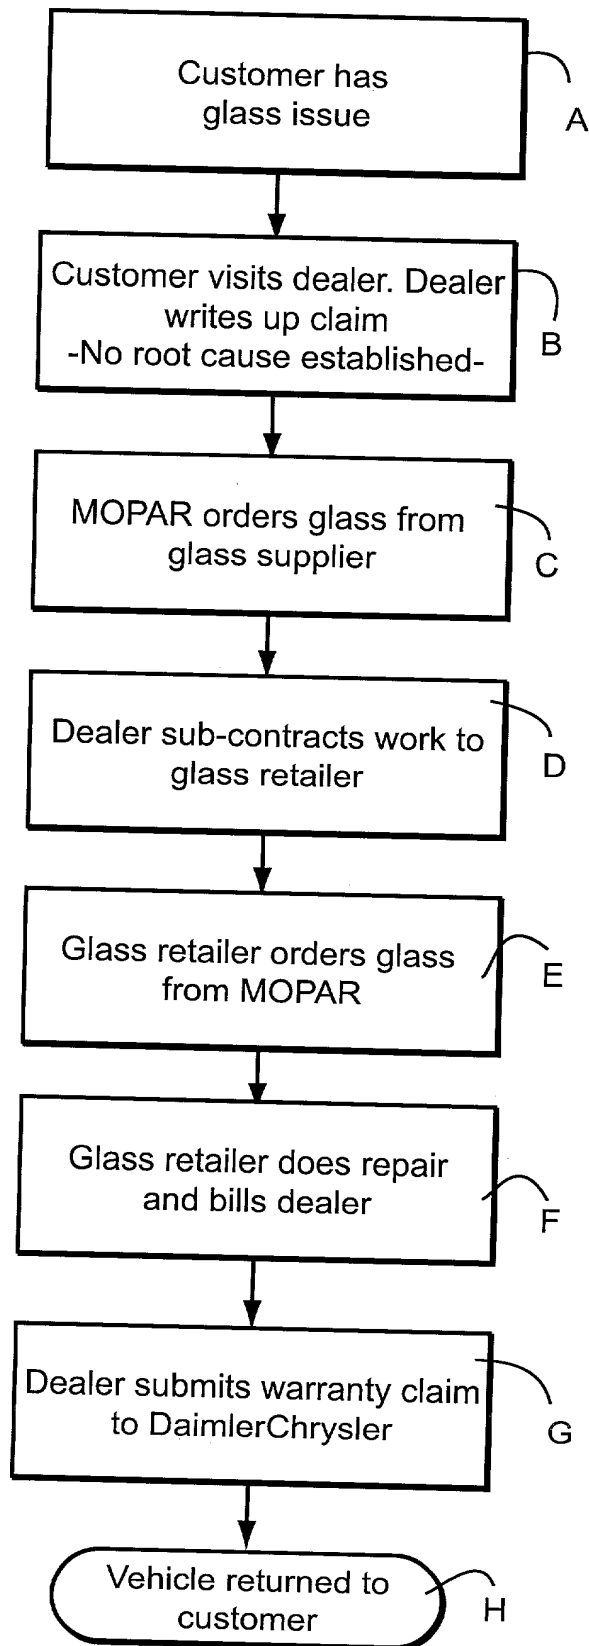 Customer has
glass issue
A
Customer visits dealer. Dealer
writes up claim
-No root cause established-
B
MOPAR orders glass from
glass supplier
C
Dealer sub-contracts work to
glass retailer
D
Glass retailer orders glass
from MOPAR
E
Glass retailer does repair
and bills dealer
F
Dealer submits warranty claim
to DaimlerChrysler
G
Vehicle returned to
customer
H